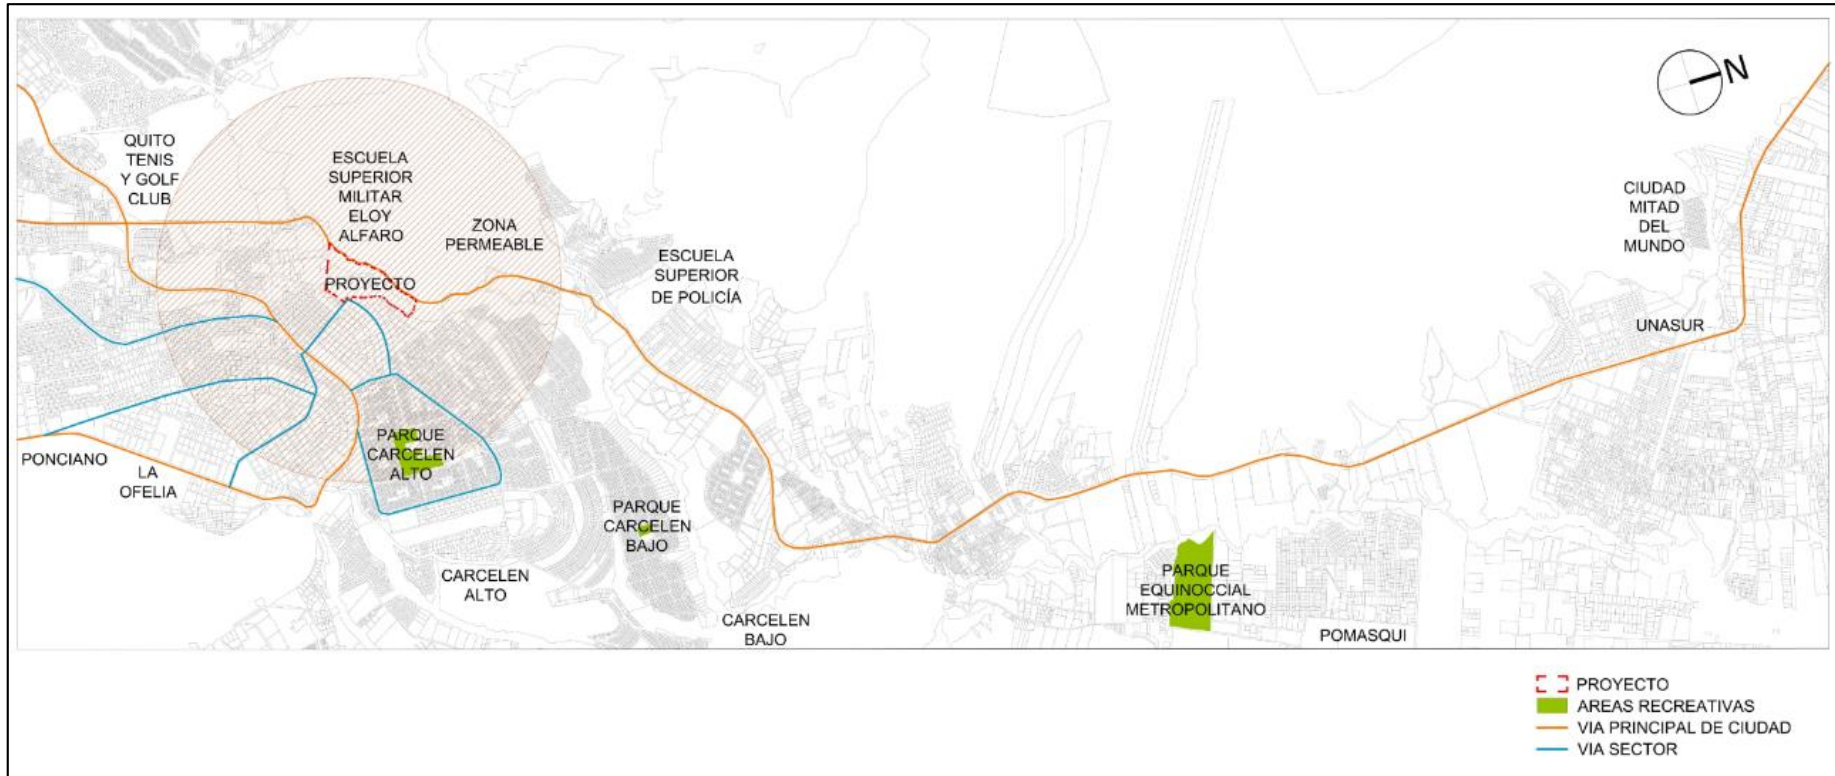 N
QUITO
TENIS
Y GOLF
CLUB
ESCUELA
SUPERIOR
MILITAR
ELOY
ALFARO
ZONA
PERMEABLE
PROYECTO
ESCUELA
SUPERIOR
DE POLICÍA
CIUDAD
MITAD
DEL
MUNDO
UNASUR
PONCIANO
LA
OFELIA
PARQUE
CARCELEN
ALTO
PARQUE
CARCELEN
BAJO
CARCELEN
ALTO
CARCELEN
BAJO
PARQUE
EQUINOCCIAL
METROPOLITANO
POMASQUI
PROYECTO
AREAS RECREATIVAS
VIA PRINCIPAL DE CIUDAD
VIA SECTOR